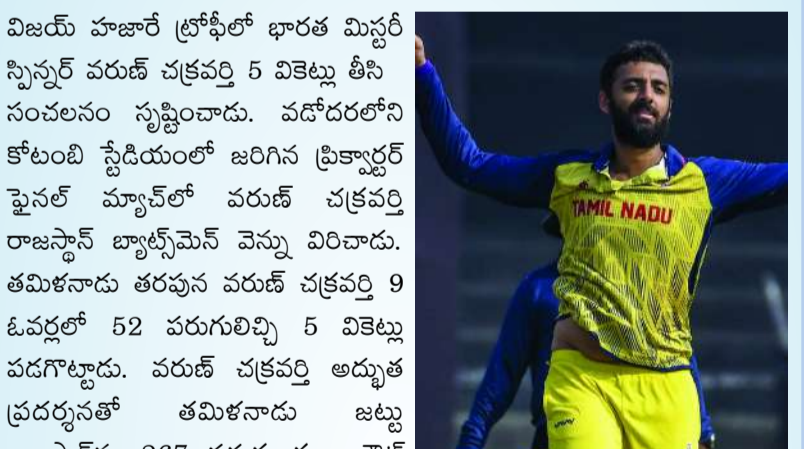 విజయ్ హజారే ట్రోఫీలో భారత మిస్టరీ
స్పిన్నర్ వరుణ్ చక్రవర్తి 5 వికెట్లు తీసి
సంచలనం సృష్టించాడు. వడోదరలోని
కోటంబి స్టేడియంలో జరిగిన ప్రిక్వార్టర్
ఫైనల్ మ్యాచ్‌లో వరుణ్ చక్రవర్తి
రాజస్థాన్ బ్యాట్స్‌మెన్ వెన్ను విరిచాడు.
తమిళనాడు తరపున వరుణ్ చక్రవర్తి 9
ఓవర్లలో 52 పరుగులిచ్చి 5 వికెట్లు
పడగొట్టాడు. వరుణ్ చక్రవర్తి అద్భుత
ప్రదర్శనతో తమిళనాడు జట్టు
TAMIL NADU